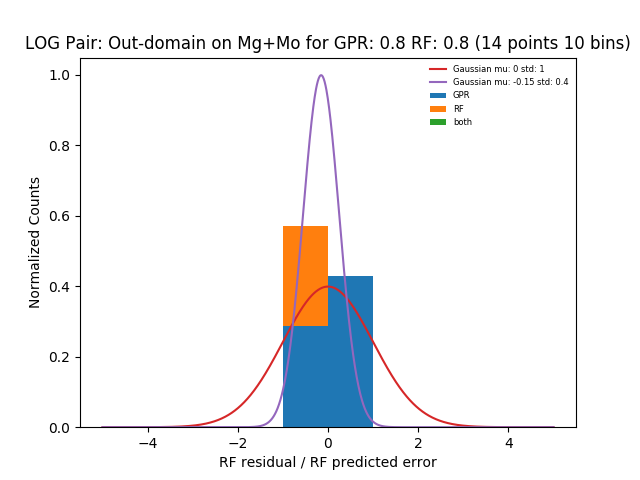 LOG Pair: Out-domain on Mg+Mo for GPR: 0.8 RF: 0.8 (14 points 10 bins)
Gaussian mu: 0 std: 1
Gaussian mu: -0.15 std: 0.4
GPR
RF
both
Normalized Counts
1.0
0.8
0.6
0.4
0.2
0.0
−4
−2
0
2
4
RF residual / RF predicted error